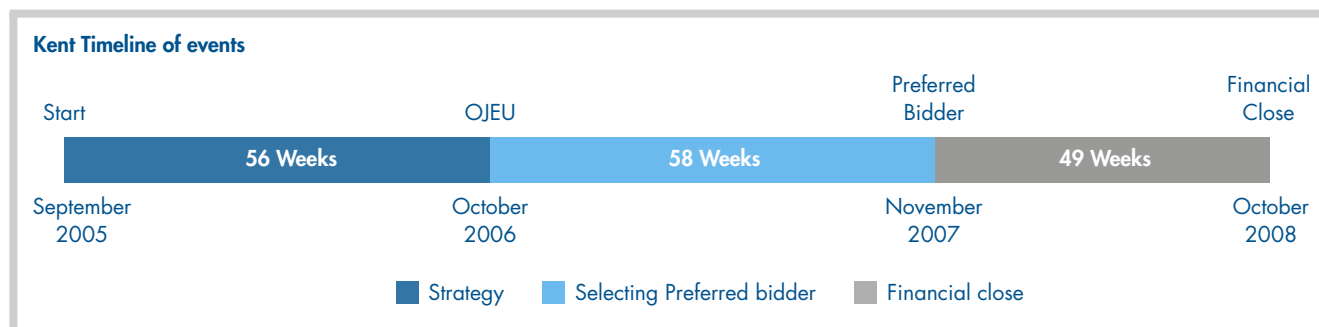 Kent Timeline of events
Start
OJEU
Preferred
Bidder
Financial
Close
56 Weeks
58 Weeks
49 Weeks
September
2005
October
2006
November
2007
October
2008
Strategy
Selecting Preferred bidder
Financial close